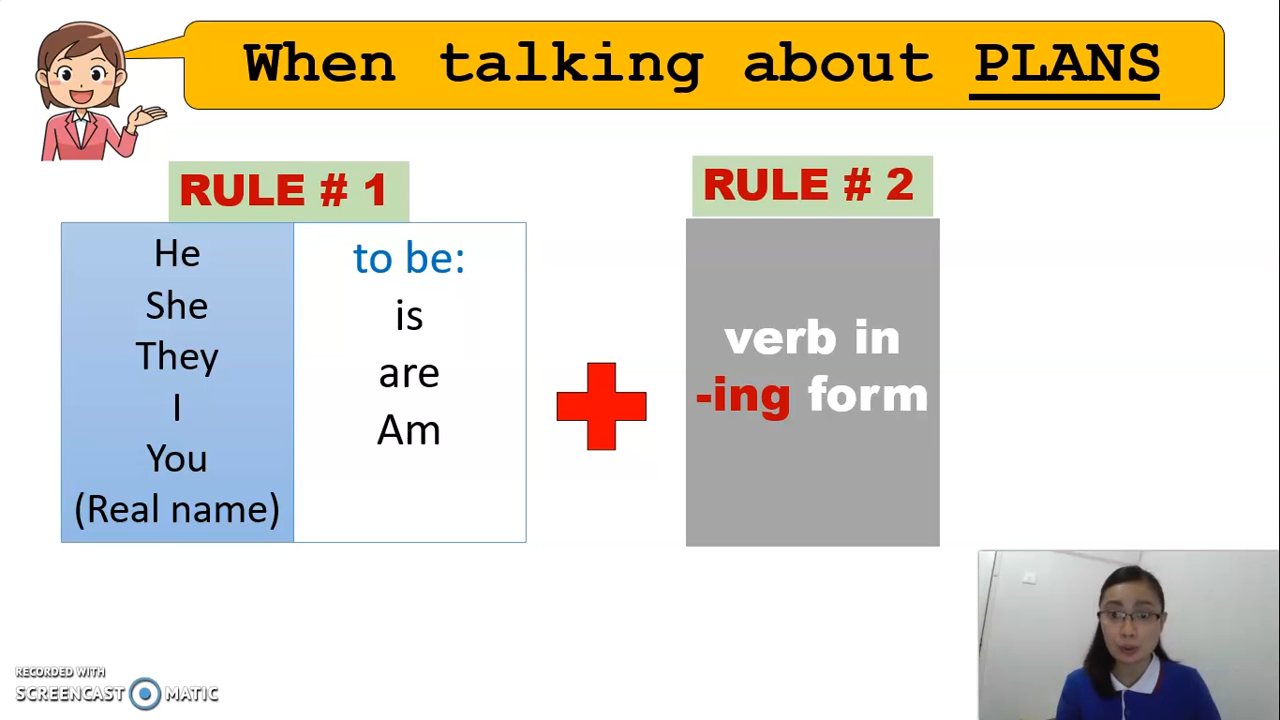 When talking about PLANS
RULE # 1
He
She
They
I
You
(Real name)
to be:
is
are
Am
RULE # 2
verb in
-ing form
RECORDED WITH
SCREENCAST MATIC